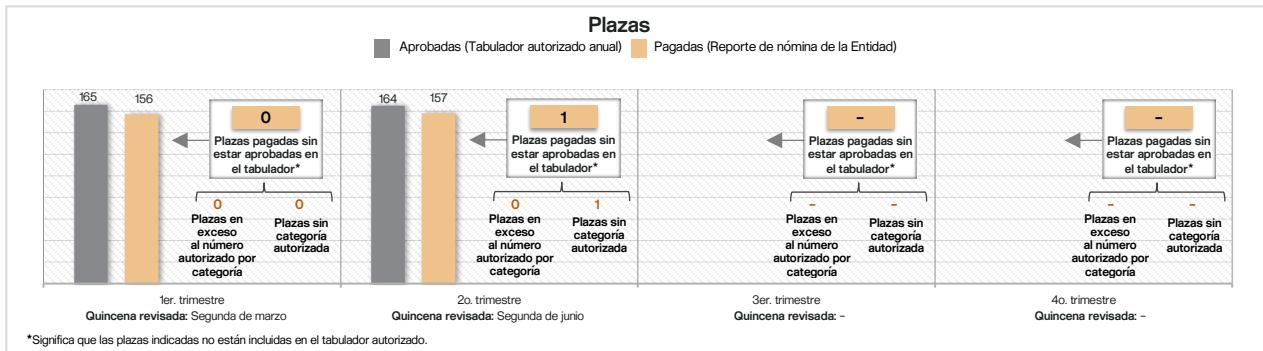 Plazas
Aprobadas (Tabulador autorizado anual)
Pagadas (Reporte de nómina de la Entidad)
165
156
0
Plazas pagadas sin
estar aprobadas en
el tabulador*
0
Plazas en
exceso
al número
autorizado por
categoría
0
Plazas sin
categoría
autorizada
1er. trimestre
Quincena revisada: Segunda de marzo
164
157
1
Plazas pagadas sin
estar aprobadas en
el tabulador*
0
Plazas en
exceso
al número
autorizado por
categoría
1
Plazas sin
categoría
autorizada
2o. trimestre
Quincena revisada: Segunda de junio
-
Plazas pagadas sin
estar aprobadas en
el tabulador*
-
Plazas en
exceso
al número
autorizado por
categoría
-
Plazas sin
categoría
autorizada
3er. trimestre
Quincena revisada: -
-
Plazas pagadas sin
estar aprobadas en
el tabulador*
-
Plazas en
exceso
al número
autorizado por
categoría
-
Plazas sin
categoría
autorizada
4o. trimestre
Quincena revisada: -
*Significa que las plazas indicadas no están incluidas en el tabulador autorizado.